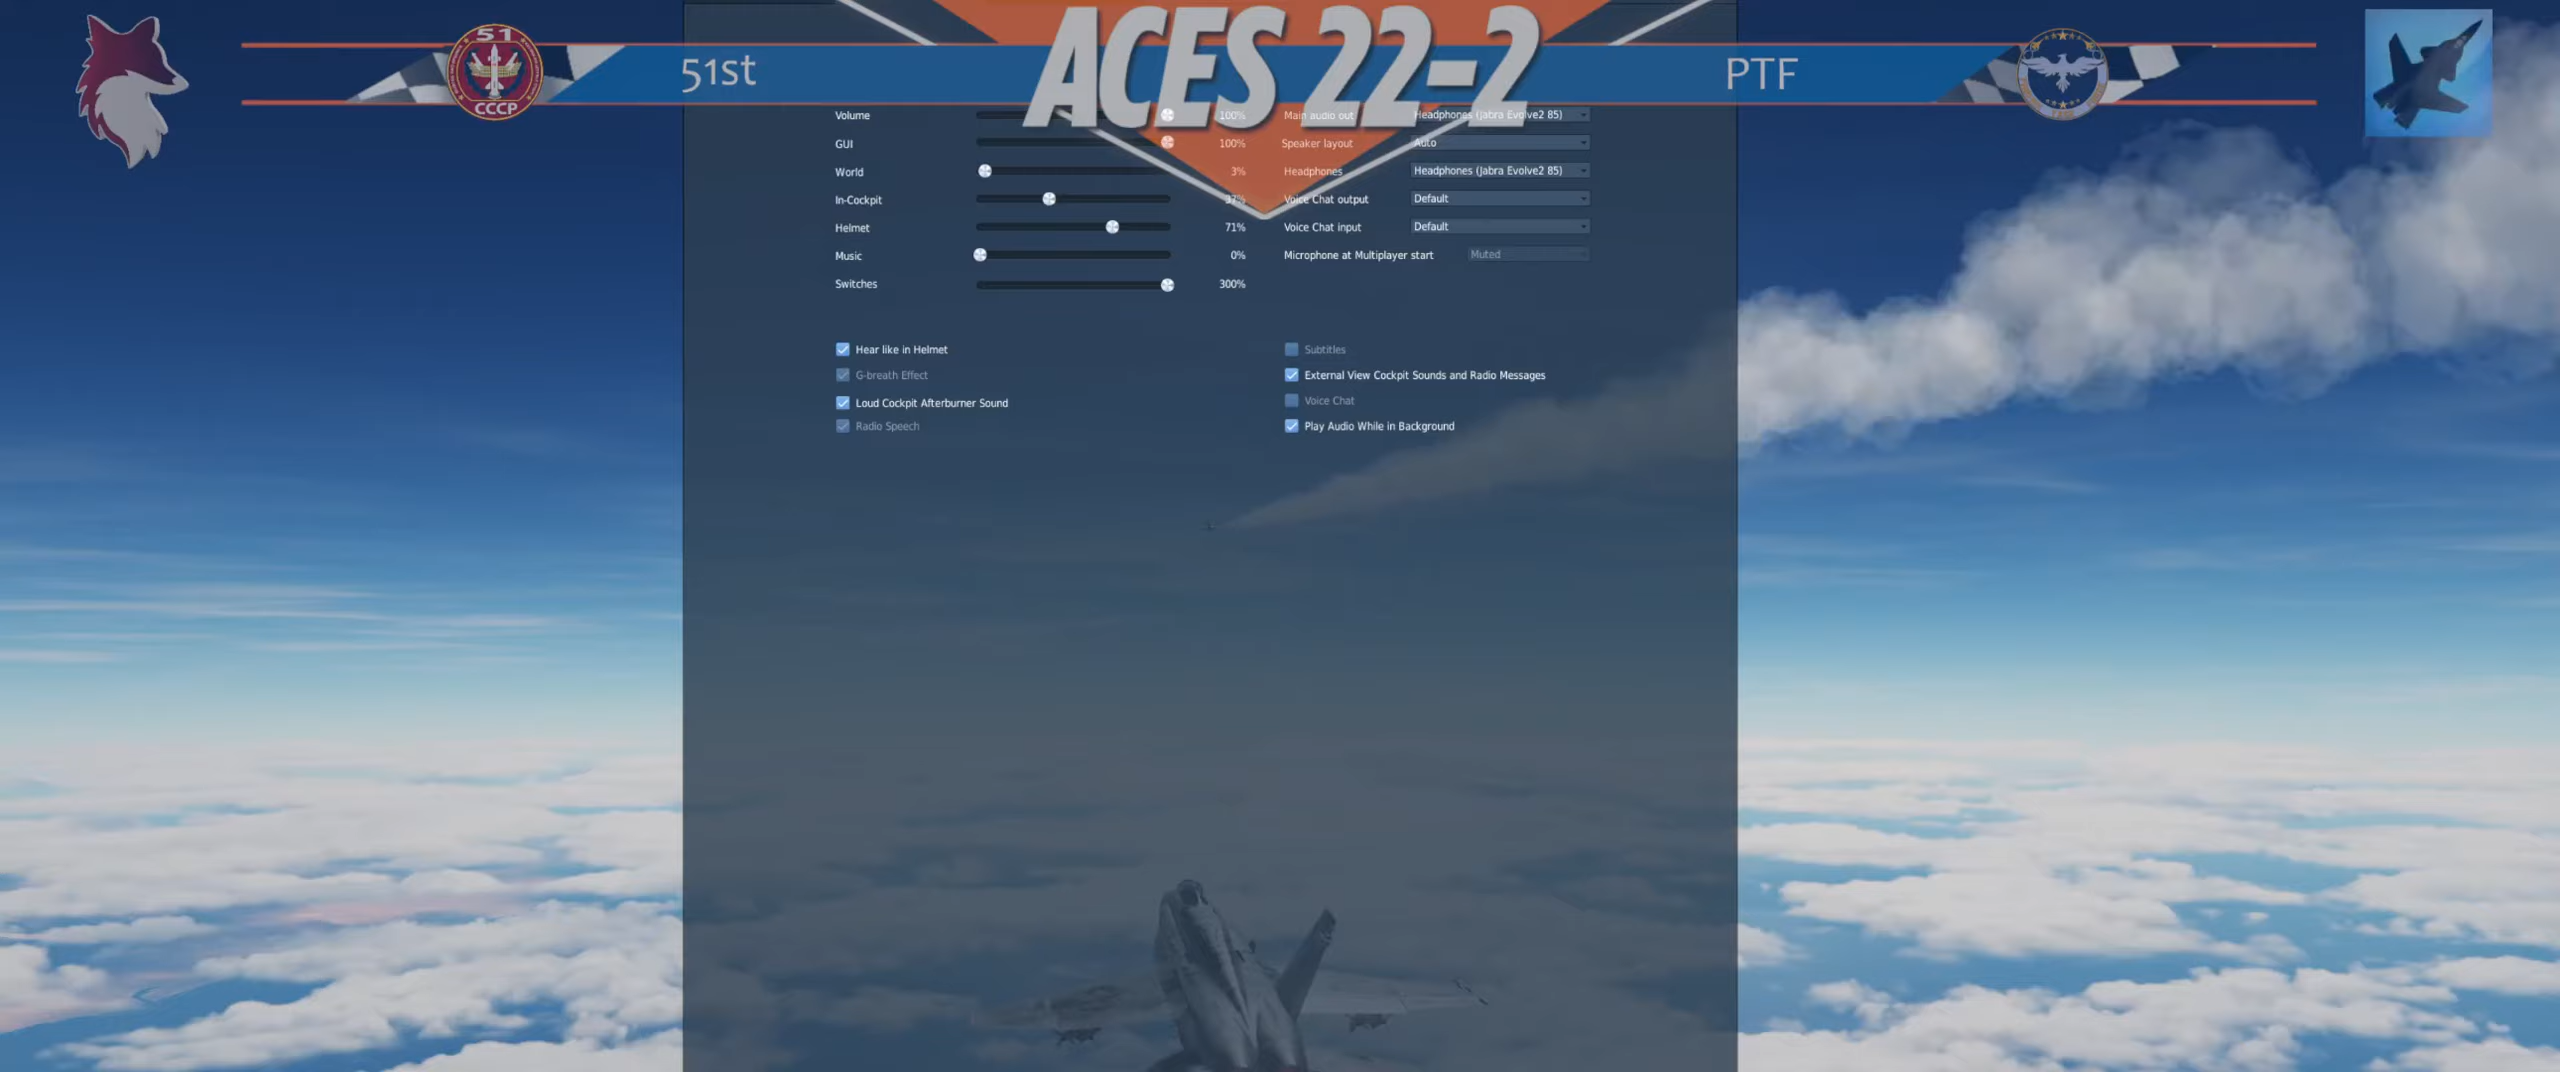 ACES 22-2
51
CCCP
51st
PTF
Volume 100% Main audio out Headphones (Jabra Evolve2 85)
GUI 100% Speaker layout Auto
World 3% Headphones Headphones (Jabra Evolve2 85)
In-Cockpit 37% Voice Chat output Default
Helmet 71% Voice Chat input Default
Music 0% Microphone at Multiplayer start Muted
Switches 300%
Hear like in Helmet Subtitles
G-breath Effect External View Cockpit Sounds and Radio Messages
Loud Cockpit Afterburner Sound Voice Chat
Radio Speech Play Audio While in Background